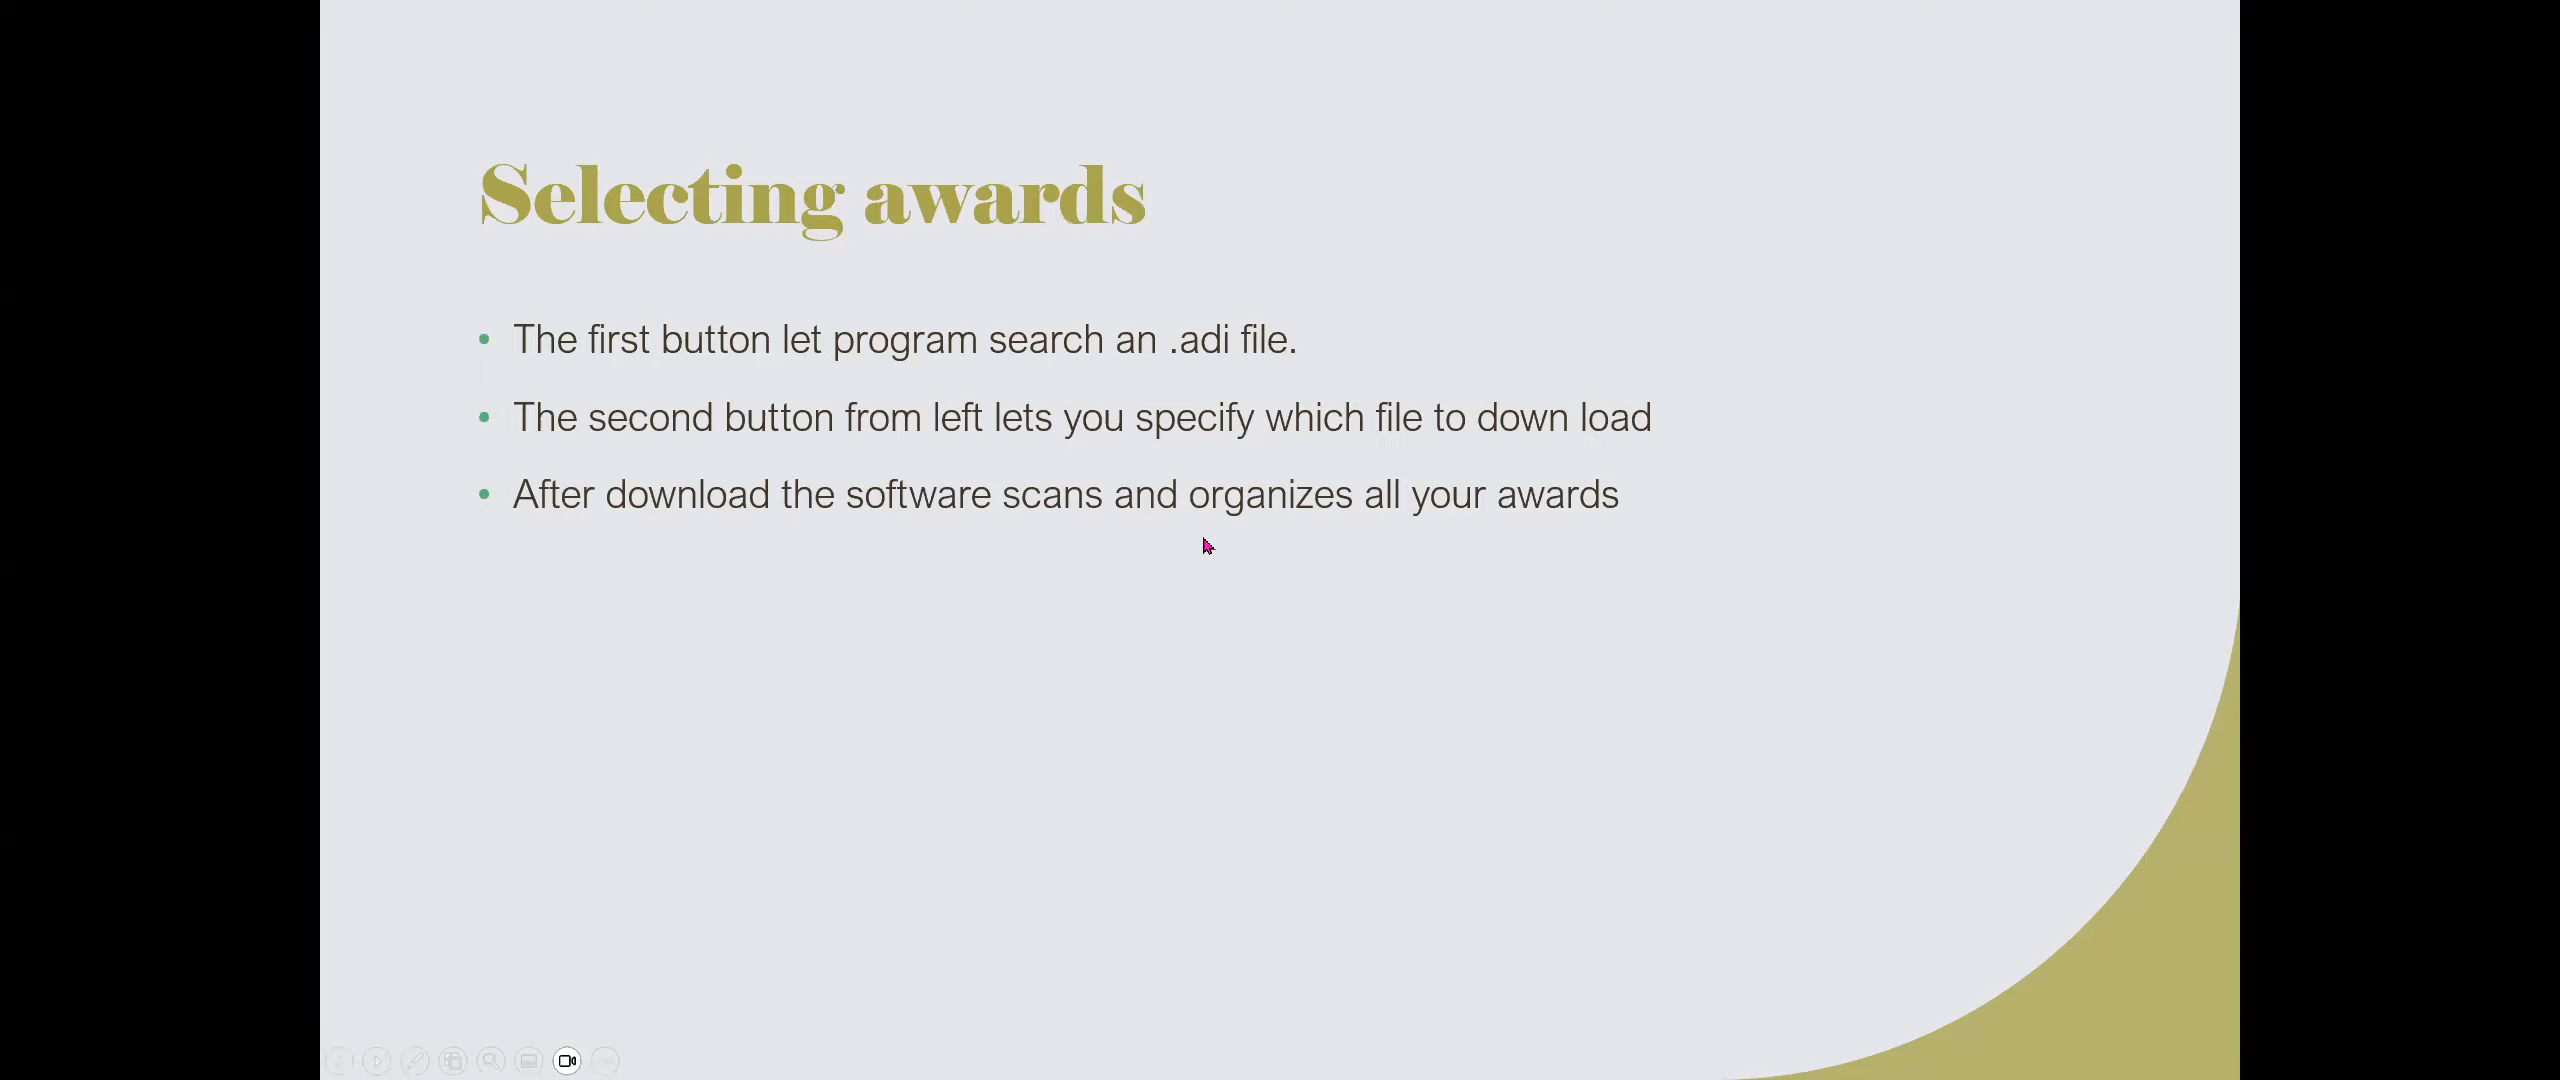 Selecting awards
• The first button let program search an .adi file.
• The second button from left lets you specify which file to down load
• After download the software scans and organizes all your awards